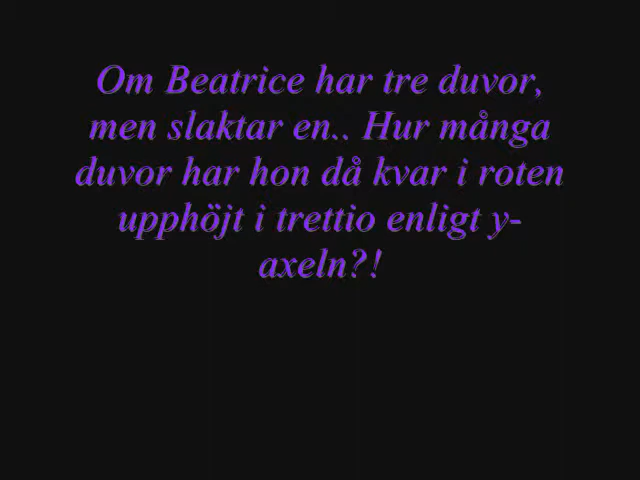 Om Beatrice har tre duvor,
men slaktar en.. Hur många
duvor har hon då kvar i roten
upphöjt i trettio enligt y-
axeln?!